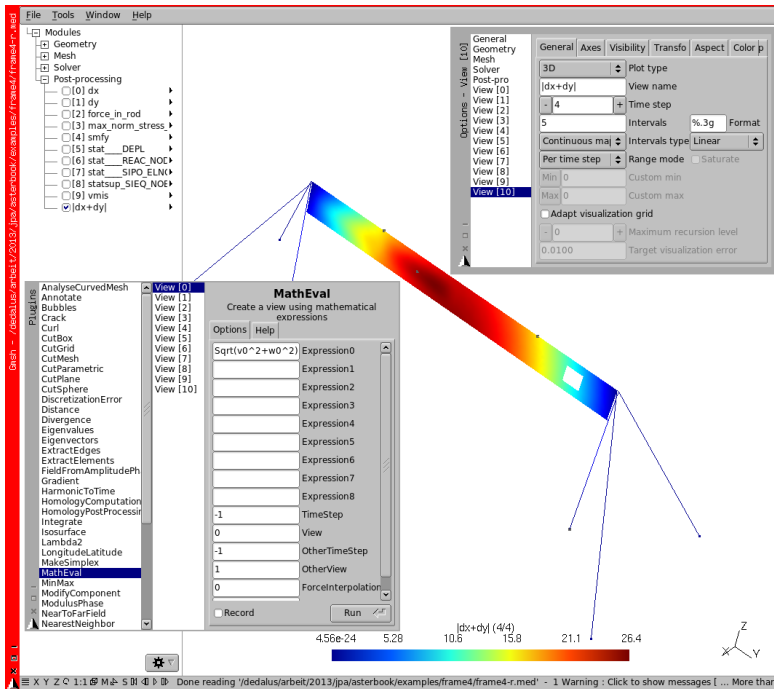 File Tools Window Help
Gmsh - /dedalus/arbeit/2013/jpa/asterbook/examples/frame4/frame4-r.med
Modules
Geometry
Mesh
Solver
Post-processing
[0] dx
[1] dy
[2] force_in_rod
[3] max_norm_stress_
[4] smfy
[5] stat____DEPL
[6] stat____REAC_NOD
[7] stat____SIPO_ELNO
[8] statsup_SIEQ_NOE
[9] vmis
|dx+dy|
Options - View [10]
General
Geometry
Mesh
Solver
Post-pro
View [0]
View [1]
View [2]
View [3]
View [4]
View [5]
View [6]
View [7]
View [8]
View [9]
View [10]
General Axes Visibility Transfo Aspect Color
3D Plot type
|dx+dy| View name
- 4 + Time step
5 Intervals %.3g Format
Continuous map Intervals type Linear
Per time step Range mode Saturate
Min 0 Custom min
Max 0 Custom max
Adapt visualization grid
- 0 + Maximum recursion level
0.0100 Target visualization error
Plugins
AnalyseCurvedMesh
Annotate
Bubbles
Crack
Curl
CutBox
CutGrid
CutMesh
CutParametric
CutPlane
CutSphere
DiscretizationError
Distance
Divergence
Eigenvalues
Eigenvectors
ExtractEdges
ExtractElements
FieldFromAmplitudePh
Gradient
HarmonicToTime
HomologyComputation
HomologyPostProcessin
Integrate
Isosurface
Lambda2
LongitudeLatitude
MakeSimplex
MathEval
MinMax
ModifyComponent
ModulusPhase
NearToFarField
NearestNeighbor
View [0]
View [1]
View [2]
View [3]
View [4]
View [5]
View [6]
View [7]
View [8]
View [9]
View [10]
MathEval
Create a view using mathematical
expressions
Options Help
Sqrt(v0^2+w0^2) Expression0
Expression1
Expression2
Expression3
Expression4
Expression5
Expression6
Expression7
Expression8
-1 TimeStep
0 View
-1 OtherTimeStep
1 OtherView
0 ForceInterpolation
Record Run
|dx+dy| (4/4)
4.56e-24 5.28 10.6 15.8 21.1 26.4
Z
X Y
X Y Z 1:1 M S Done reading '/dedalus/arbeit/2013/jpa/asterbook/examples/frame4/frame4-r.med' - 1 Warning : Click to show messages [ ... More than